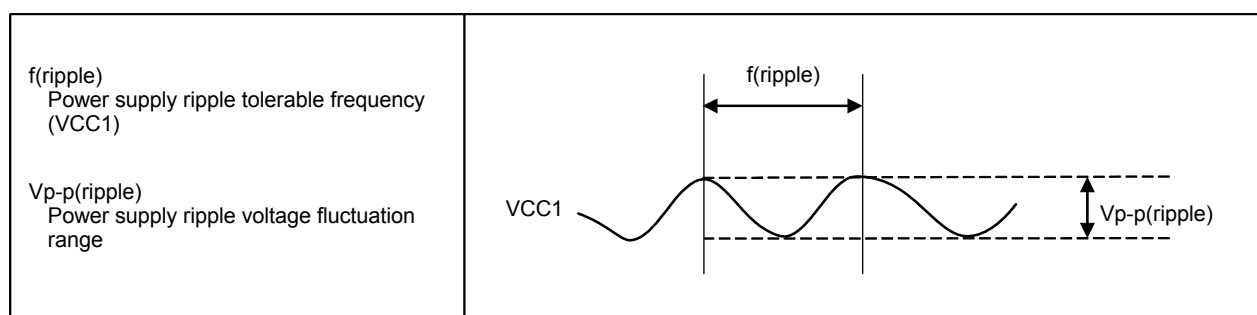 f(ripple)
Power supply ripple tolerable frequency
(VCC1)
Vp-p(ripple)
Power supply ripple voltage fluctuation
range
f(ripple)
VCC1
Vp-p(ripple)